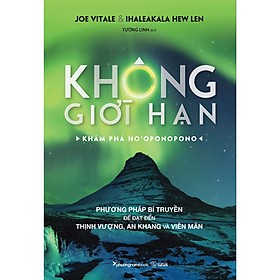 JOE VITALE & IHALEAKALA HEW LEN
TƯỜNG LINH dịch
KHÔNG
GIỚI HẠN
KHÁM PHÁ HO'OPONOPONO
PHƯƠNG PHÁP BÍ TRUYỀN
ĐỂ ĐẠT ĐẾN
THỊNH VƯỢNG, AN KHANG VÀ VIÊN MÃN
phuongnambook